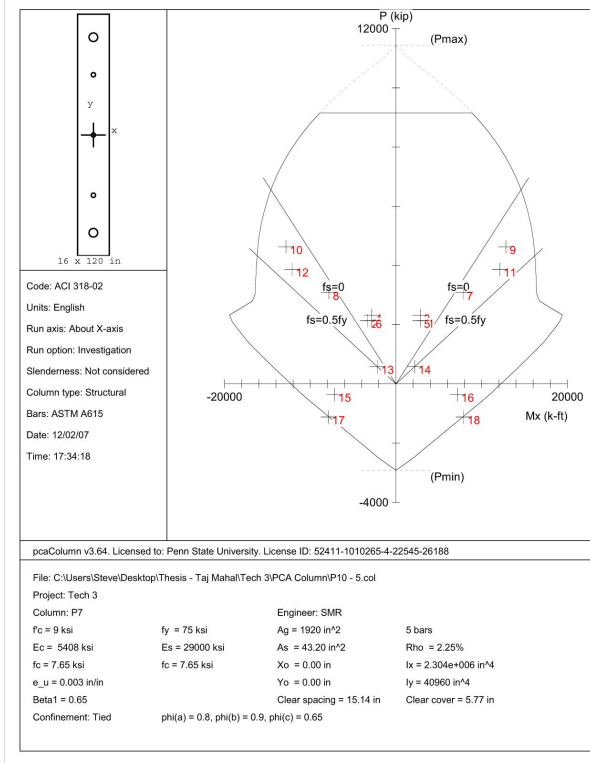 y
x
16 x 120 in
Code: ACI 318-02
Units: English
Run axis: About X-axis
Run option: Investigation
Slenderness: Not considered
Column type: Structural
Bars: ASTM A615
Date: 12/02/07
Time: 17:34:18
P (kip)
12000
(Pmax)
10
9
12
11
fs=0
fs=0
8
7
fs=0.5fy
26
51
fs=0.5fy
13
14
-20000
15
16
20000
Mx (k-ft)
17
18
(Pmin)
-4000
pcaColumn v3.64. Licensed to: Penn State University. License ID: 52411-1010265-4-22545-26188
File: C:\Users\Steve\Desktop\Thesis - Taj Mahal\Tech 3\PCA Column\P10 - 5.col
Project: Tech 3
Column: P7 Engineer: SMR
f'c = 9 ksi fy = 75 ksi Ag = 1920 in^2 5 bars
Ec = 5408 ksi Es = 29000 ksi As = 43.20 in^2 Rho = 2.25%
fc = 7.65 ksi fc = 7.65 ksi Xo = 0.00 in Ix = 2.304e+006 in^4
e_u = 0.003 in/in Yo = 0.00 in Iy = 40960 in^4
Beta1 = 0.65 Clear spacing = 15.14 in Clear cover = 5.77 in
Confinement: Tied phi(a) = 0.8, phi(b) = 0.9, phi(c) = 0.65